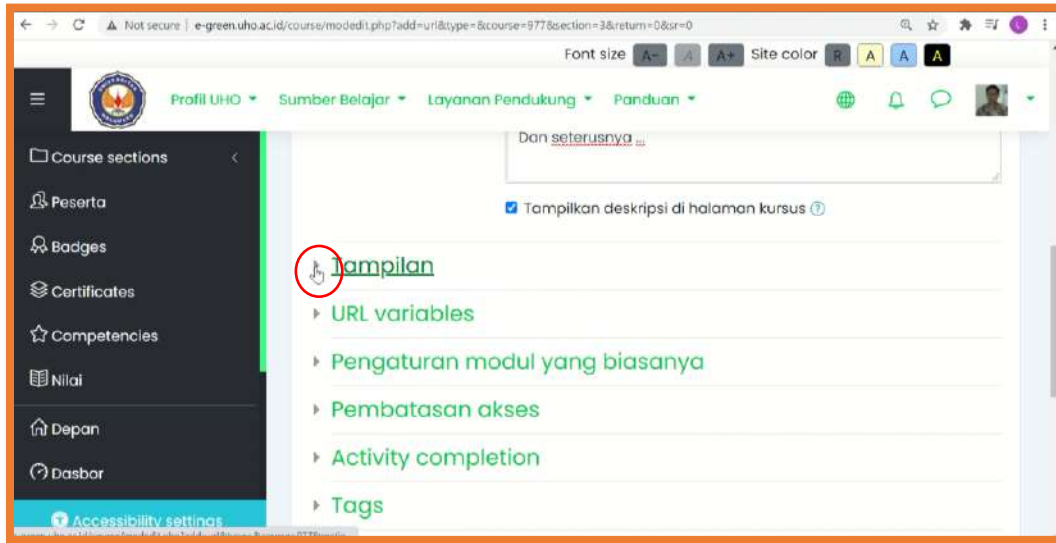 Not secure | e-green.uho.ac.id/course/modedit.php?add=url&type=&course=977&section=3&return=0&sr=0
Font size A- A A+ Site color R A A A
Profil UHO Sumber Belajar Layanan Pendukung Panduan
Dan seterusnya ...
Course sections
Tampilkan deskripsi di halaman kursus
Peserta
Badges
Tampilan
Certificates
URL variables
Competencies
Pengaturan modul yang biasanya
Nilai
Pembatasan akses
Depan
Activity completion
Dasbor
Tags
Accessibility settings